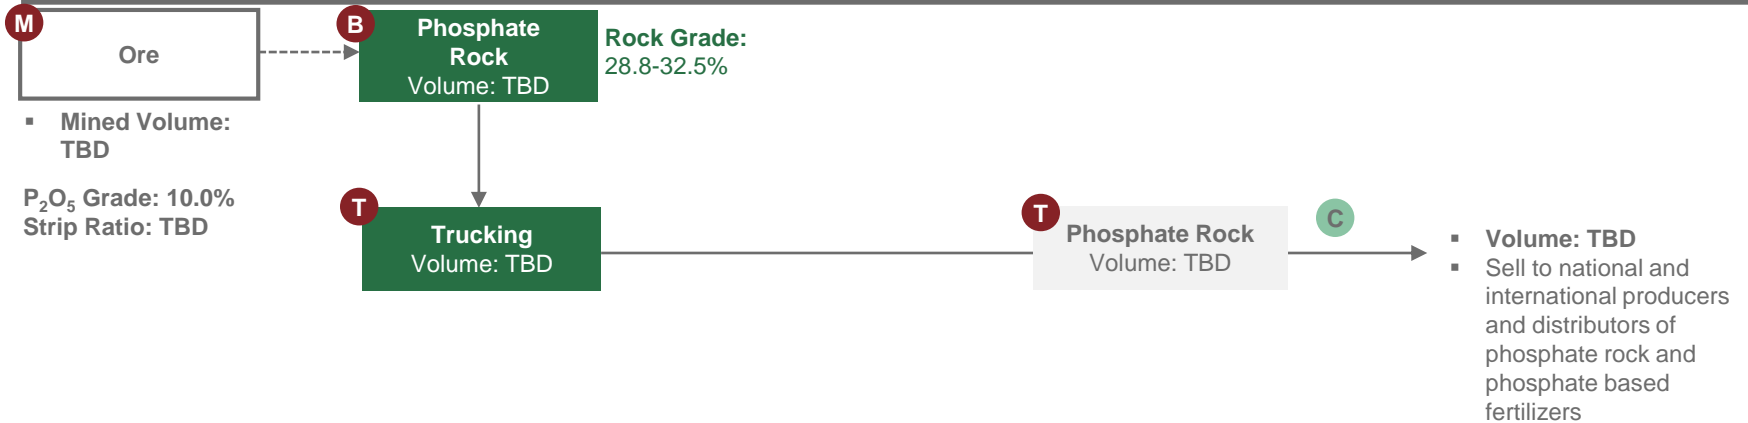 M
Ore
▪ Mined Volume:
TBD
P₂O₅ Grade: 10.0%
Strip Ratio: TBD
B
Phosphate
Rock
Volume: TBD
Rock Grade:
28.8-32.5%
T
Trucking
Volume: TBD
T
Phosphate Rock
Volume: TBD
C
▪ Volume: TBD
▪ Sell to national and
international producers
and distributors of
phosphate rock and
phosphate based
fertilizers